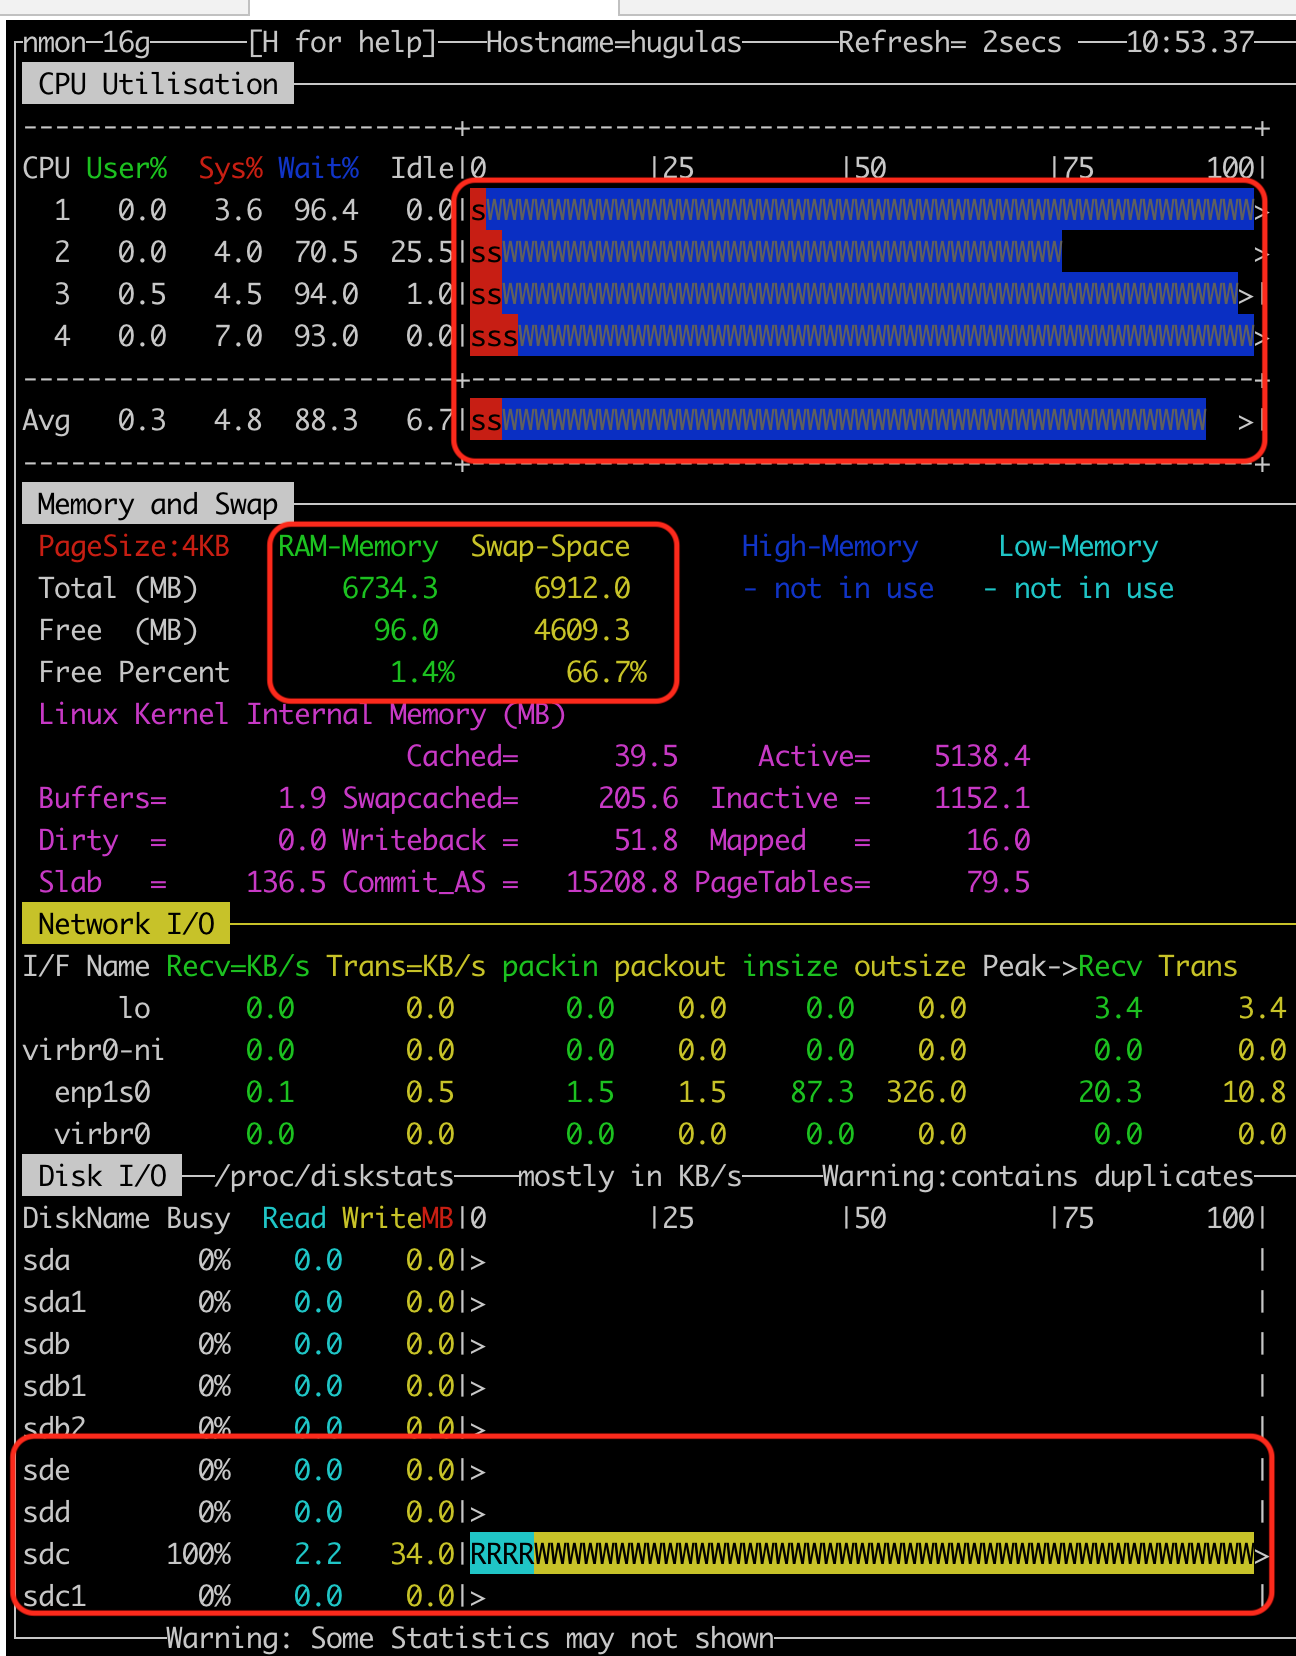 nmon-16g [H for help] Hostname=hugulas Refresh= 2secs 10:53.37
CPU Utilisation
---------------------------+-------------------------------------------------+
CPU User% Sys% Wait% Idle|0 |25 |50 |75 100|
1 0.0 3.6 96.4 0.0|sWWWWWWWWWWWWWWWWWWWWWWWWWWWWWWWWWWWWWWWWWWWWWWWW>
2 0.0 4.0 70.5 25.5|ssWWWWWWWWWWWWWWWWWWWWWWWWWWWWWWWWWWW >
3 0.5 4.5 94.0 1.0|ssWWWWWWWWWWWWWWWWWWWWWWWWWWWWWWWWWWWWWWWWWWWWWW>|
4 0.0 7.0 93.0 0.0|sssWWWWWWWWWWWWWWWWWWWWWWWWWWWWWWWWWWWWWWWWWWWWWW>
---------------------------+-------------------------------------------------+
Avg 0.3 4.8 88.3 6.7|ssWWWWWWWWWWWWWWWWWWWWWWWWWWWWWWWWWWWWWWWWWWWW >|
---------------------------+-------------------------------------------------+
Memory and Swap
PageSize:4KB RAM-Memory Swap-Space High-Memory Low-Memory
Total (MB) 6734.3 6912.0 - not in use - not in use
Free (MB) 96.0 4609.3
Free Percent 1.4% 66.7%
Linux Kernel Internal Memory (MB)
Cached= 39.5 Active= 5138.4
Buffers= 1.9 Swapcached= 205.6 Inactive = 1152.1
Dirty = 0.0 Writeback = 51.8 Mapped = 16.0
Slab = 136.5 Commit_AS = 15208.8 PageTables= 79.5
Network I/O
I/F Name Recv=KB/s Trans=KB/s packin packout insize outsize Peak->Recv Trans
lo 0.0 0.0 0.0 0.0 0.0 0.0 3.4 3.4
virbr0-ni 0.0 0.0 0.0 0.0 0.0 0.0 0.0 0.0
enp1s0 0.1 0.5 1.5 1.5 87.3 326.0 20.3 10.8
virbr0 0.0 0.0 0.0 0.0 0.0 0.0 0.0 0.0
Disk I/O /proc/diskstats mostly in KB/s Warning:contains duplicates
DiskName Busy Read WriteMB|0 |25 |50 |75 100|
sda 0% 0.0 0.0|> |
sda1 0% 0.0 0.0|> |
sdb 0% 0.0 0.0|> |
sdb1 0% 0.0 0.0|> |
sdb2 0% 0.0 0.0|> |
sde 0% 0.0 0.0|> |
sdd 0% 0.0 0.0|> |
sdc 100% 2.2 34.0|RRRRWWWWWWWWWWWWWWWWWWWWWWWWWWWWWWWWWWWWWWWWWWWWW>
sdc1 0% 0.0 0.0|> |
Warning: Some Statistics may not shown